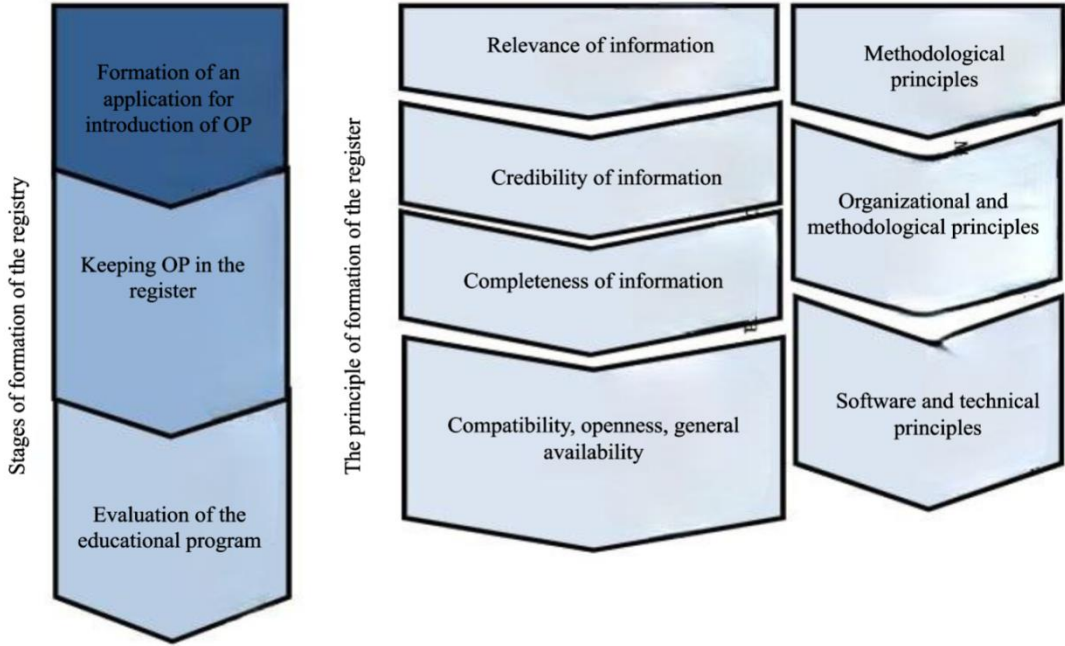 Stages of formation of the registry
Formation of an
application for
introduction of OP
Keeping OP in the
register
Evaluation of the
educational program
The principle of formation of the register
Relevance of information
Credibility of information
Completeness of information
Compatibility, openness, general
availability
Methodological
principles
Organizational and
methodological principles
Software and technical
principles